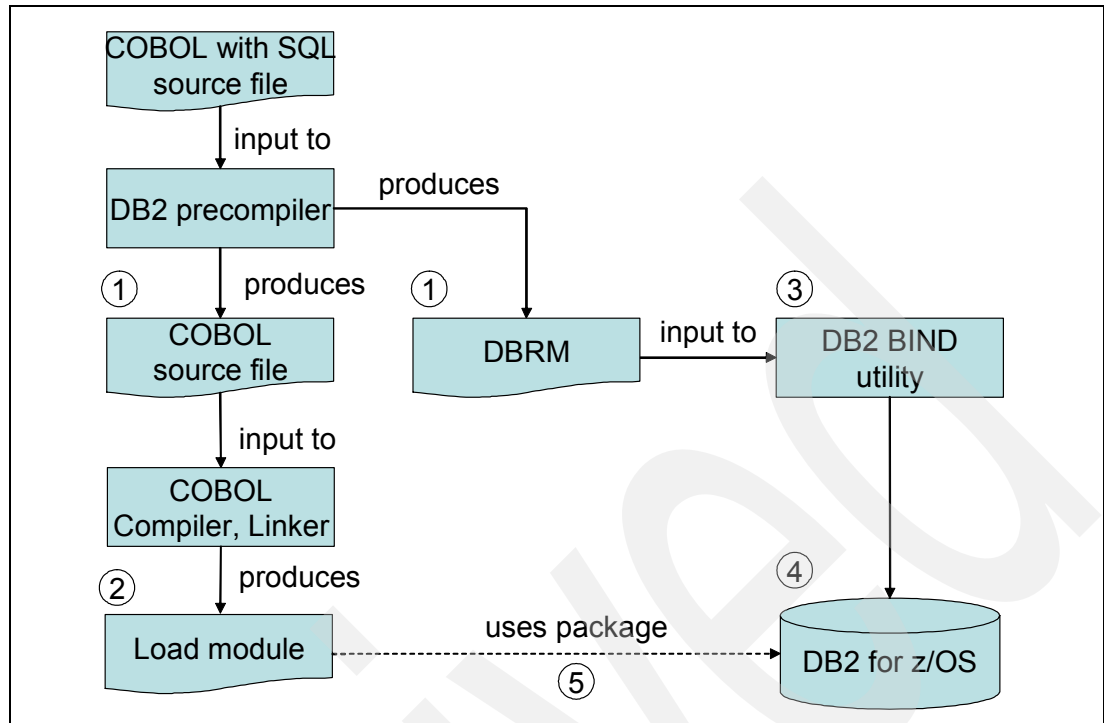 COBOL with SQL
source file
input to
DB2 precompiler
produces
produces
1
1
3
COBOL
source file
DBRM
input to
DB2 BIND
utility
input to
COBOL
Compiler, Linker
produces
2
4
Load module
uses package
5
DB2 for z/OS